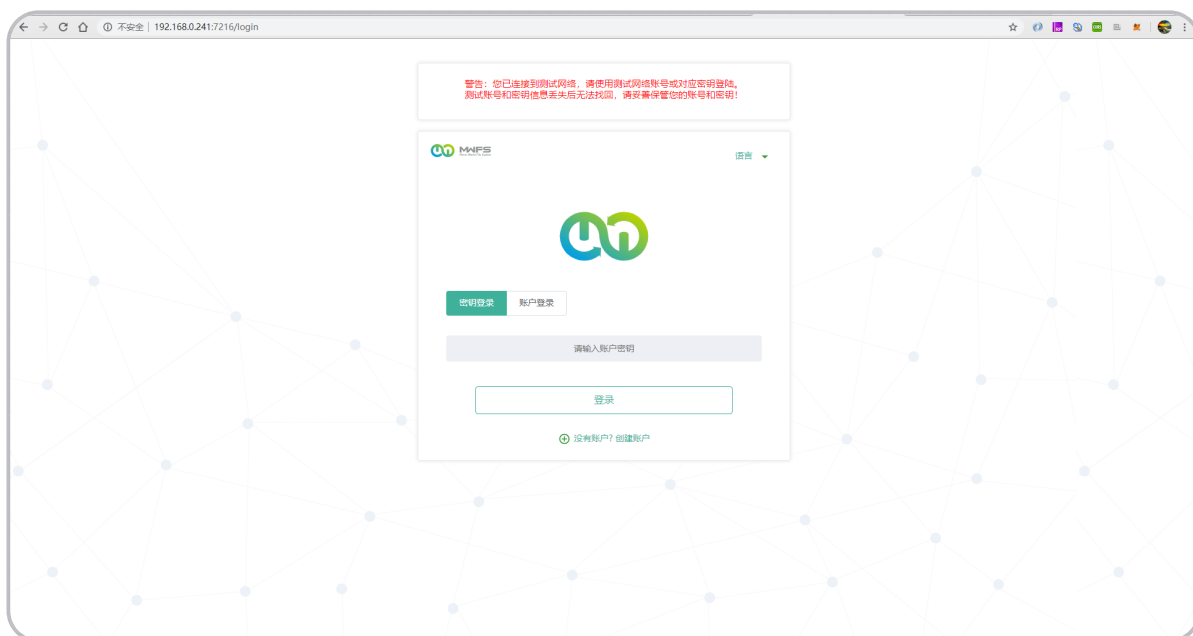 不安全 | 192.168.0.241:7216/login
警告：您已连接到测试网络，请使用测试网络账号或对应密钥登陆。
测试账号和密钥信息丢失后无法找回，请妥善保管您的账号和密钥！
MWFS
语言
密钥登录
账户登录
请输入账户密钥
登录
没有账户? 创建账户